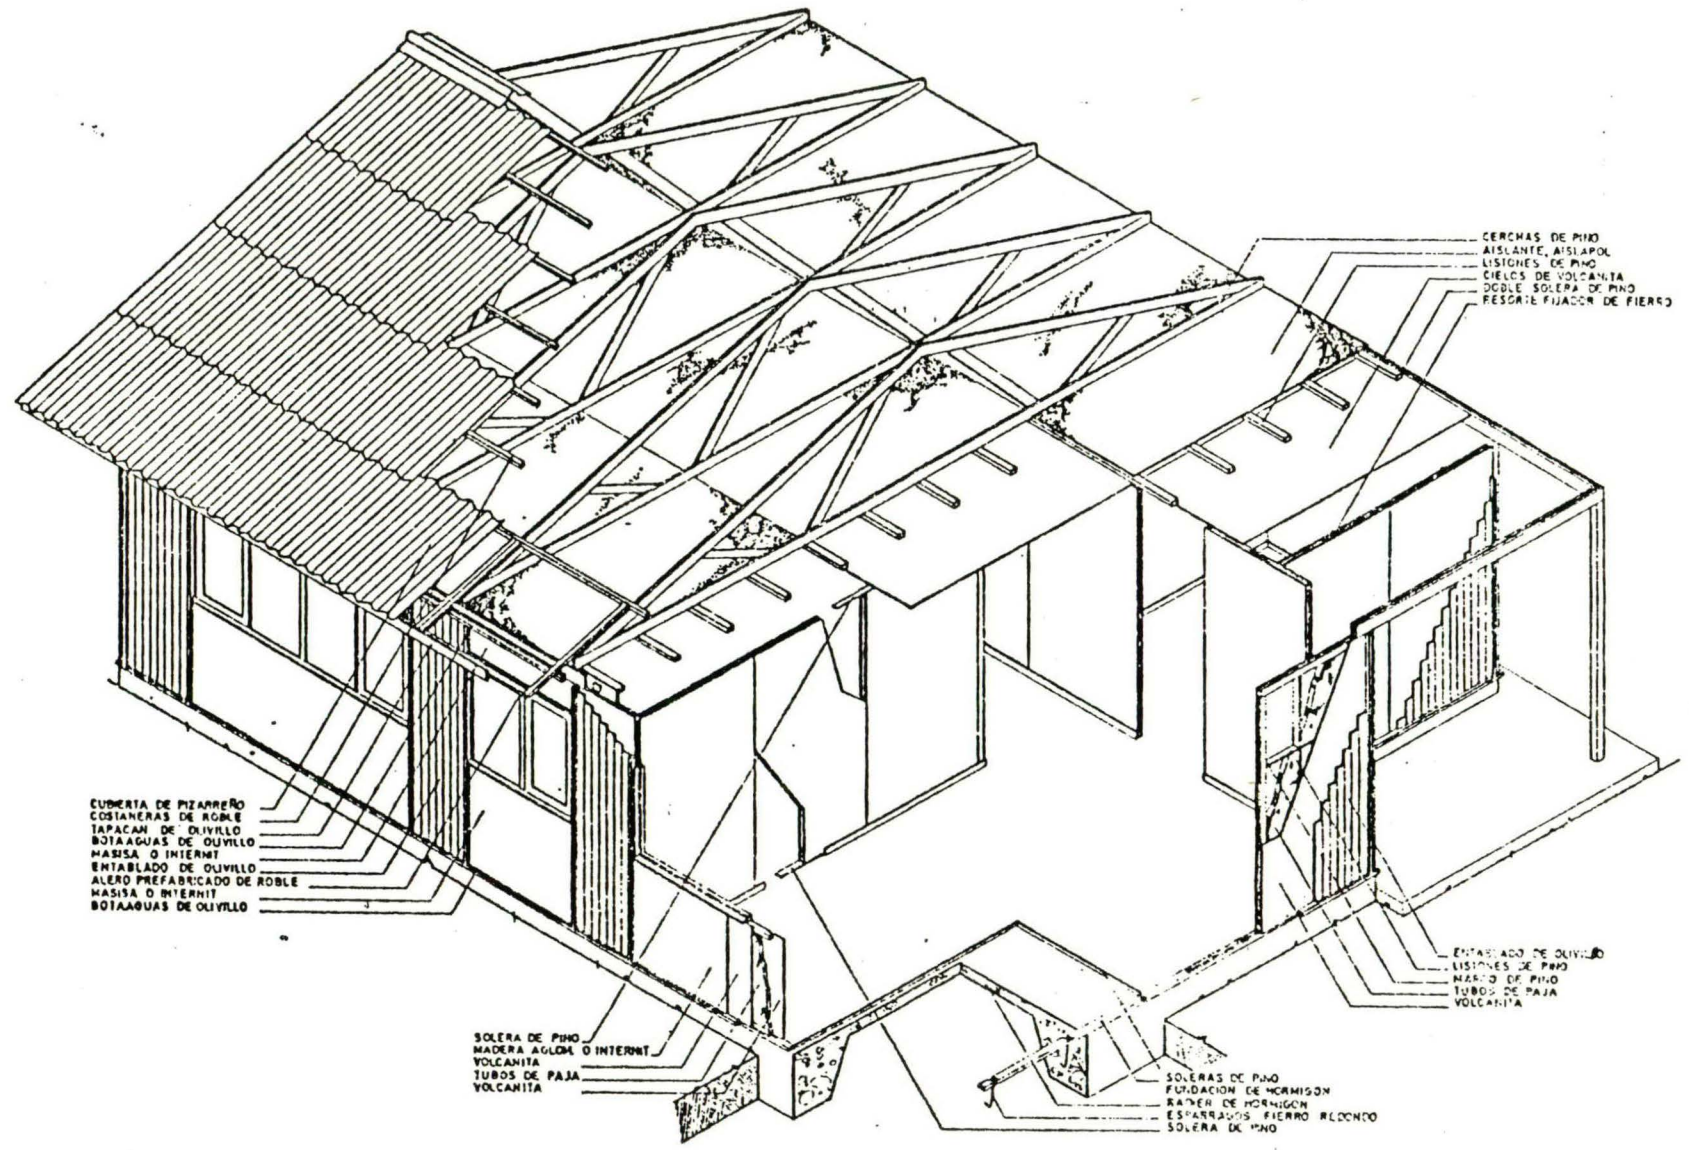 CERCHAS DE PINO
AISLANTE, AISLAPOL
LISTONES DE PINO
CIELOS DE VOLCANITA
DOBLE SOLERA DE PINO
RESORTE FIJADOR DE FIERRO
CUBIERTA DE PIZARREÑO
COSTANERAS DE ROBLE
TAPACAN DE OLIVILLO
BOTAAGUAS DE OLIVILLO
MASISA O INTERNIT
ENTABLADO DE OLIVILLO
ALERO PREFABRICADO DE ROBLE
MASISA O INTERNIT
BOTAAGUAS DE OLIVILLO
ENTABLADO DE OLIVILLO
LISTONES DE PINO
MARCO DE PINO
TUBOS DE PAJA
VOLCANITA
SOLERA DE PINO
MADERA AGLOM. O INTERNIT
VOLCANITA
TUBOS DE PAJA
VOLCANITA
SOLERAS DE PINO
FUNDACION DE HORMIGON
RADIER DE HORMIGON
ESPARRAGOS FIERRO REDONDO
SOLERA DE PINO